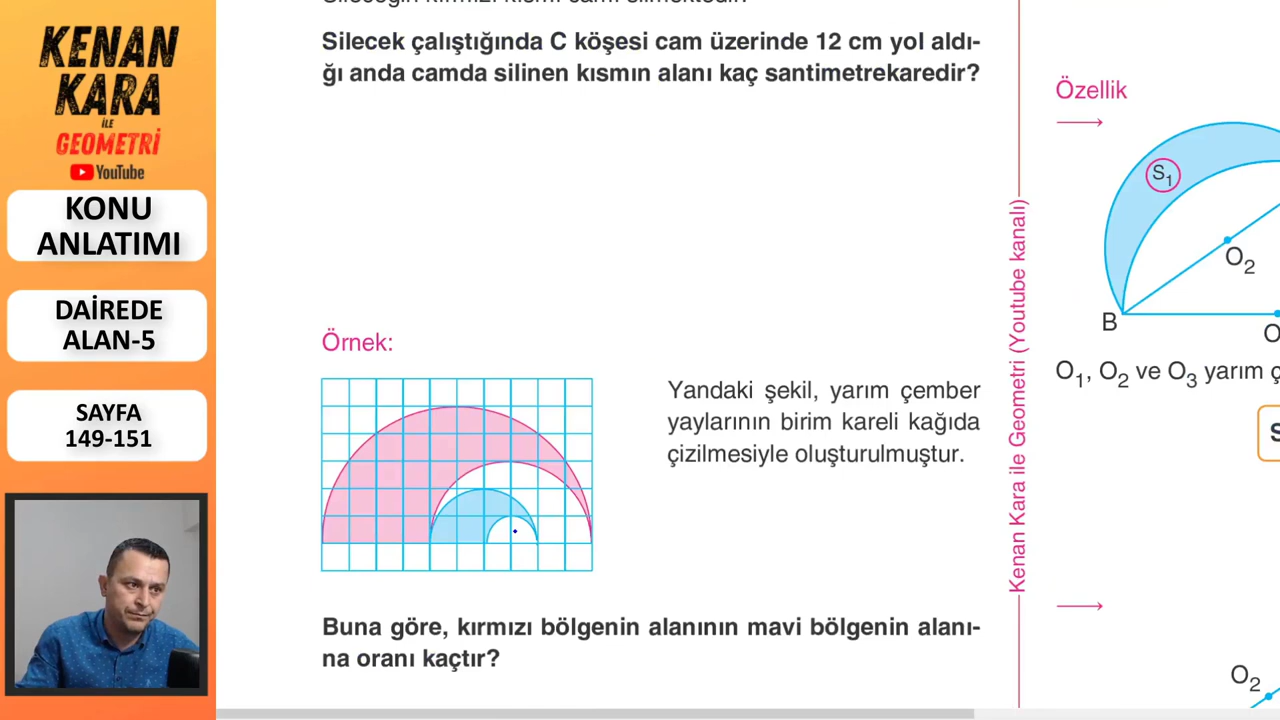 KENAN
KARA
İLE
GEOMETRİ
YouTube
KONU
ANLATIMI
DAİREDE
ALAN-5
SAYFA
149-151
Silecek çalıştığında C köşesi cam üzerinde 12 cm yol aldı-
ğı anda camda silinen kısmın alanı kaç santimetrekaredir?
Örnek:
Yandaki şekil, yarım çember
yaylarının birim kareli kağıda
çizilmesiyle oluşturulmuştur.
Buna göre, kırmızı bölgenin alanının mavi bölgenin alanı-
na oranı kaçtır?
Kenan Kara ile Geometri (Youtube kanalı)
Özellik
S1
O2
B
O1, O2 ve O3 yarım
O2